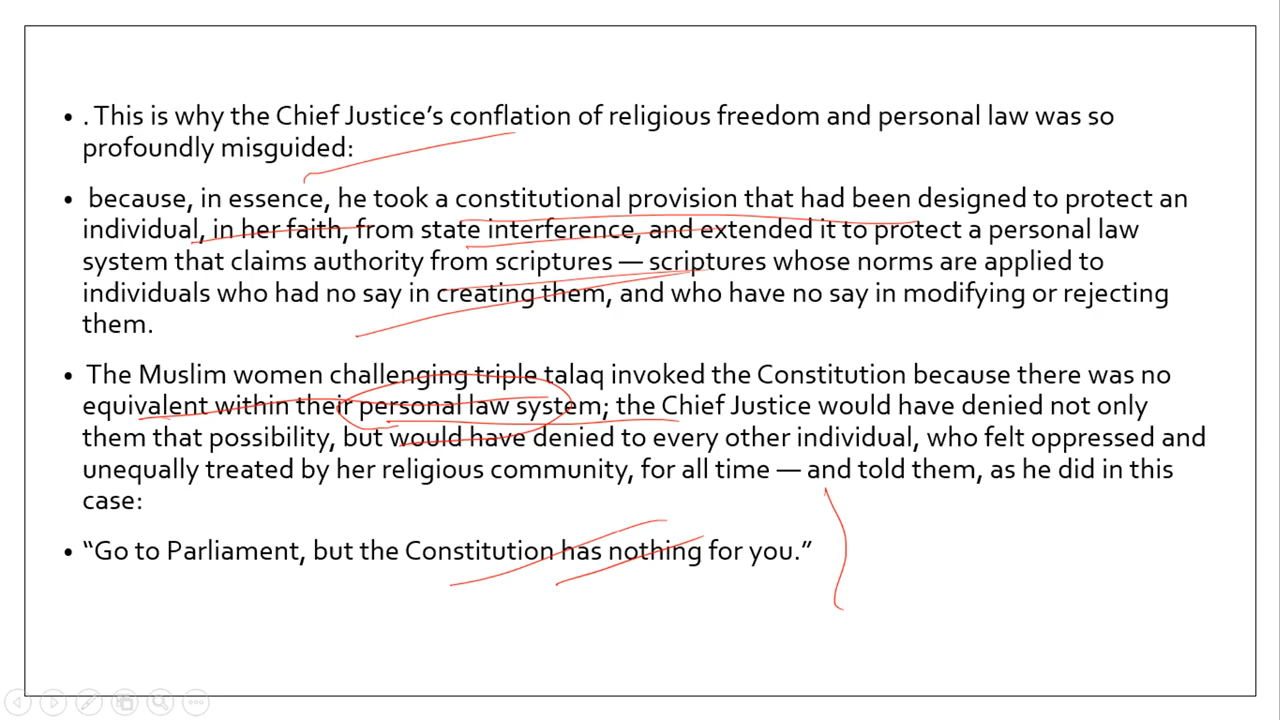 • . This is why the Chief Justice’s conflation of religious freedom and personal law was so
profoundly misguided:
• because, in essence, he took a constitutional provision that had been designed to protect an
individual, in her faith, from state interference, and extended it to protect a personal law
system that claims authority from scriptures — scriptures whose norms are applied to
individuals who had no say in creating them, and who have no say in modifying or rejecting
them.
• The Muslim women challenging triple talaq invoked the Constitution because there was no
equivalent within their personal law system; the Chief Justice would have denied not only
them that possibility, but would have denied to every other individual, who felt oppressed and
unequally treated by her religious community, for all time — and told them, as he did in this
case:
• “Go to Parliament, but the Constitution has nothing for you.”